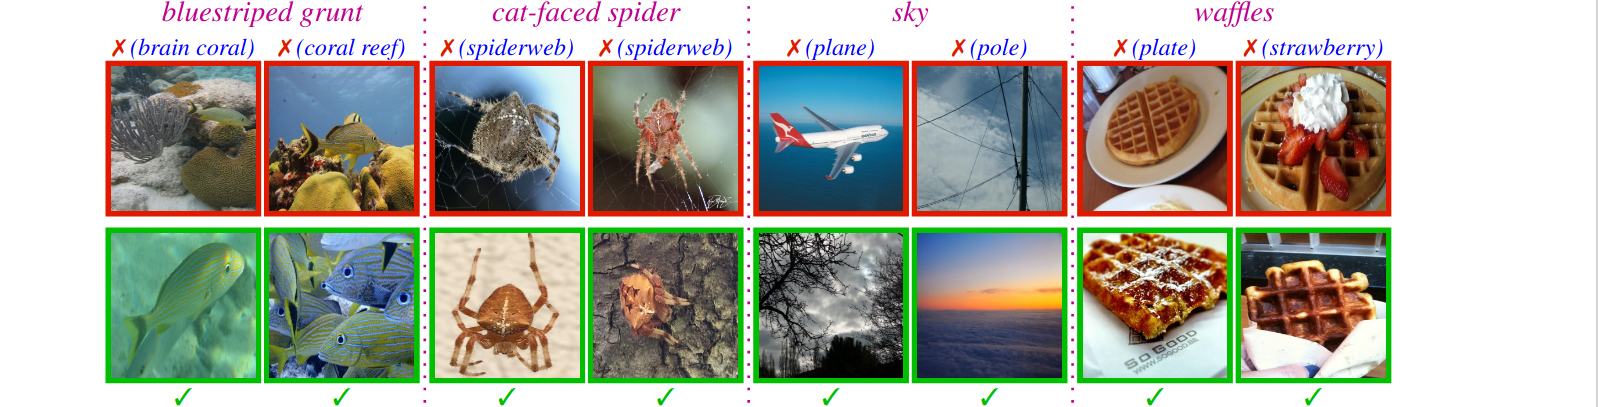 bluestriped grunt cat-faced spider sky waffles
✗(brain coral) ✗(coral reef) ✗(spiderweb) ✗(spiderweb) ✗(plane) ✗(pole) ✗(plate) ✗(strawberry)
SO GOOD
WWW.SOGOOD.BE
✓ ✓ ✓ ✓ ✓ ✓ ✓ ✓